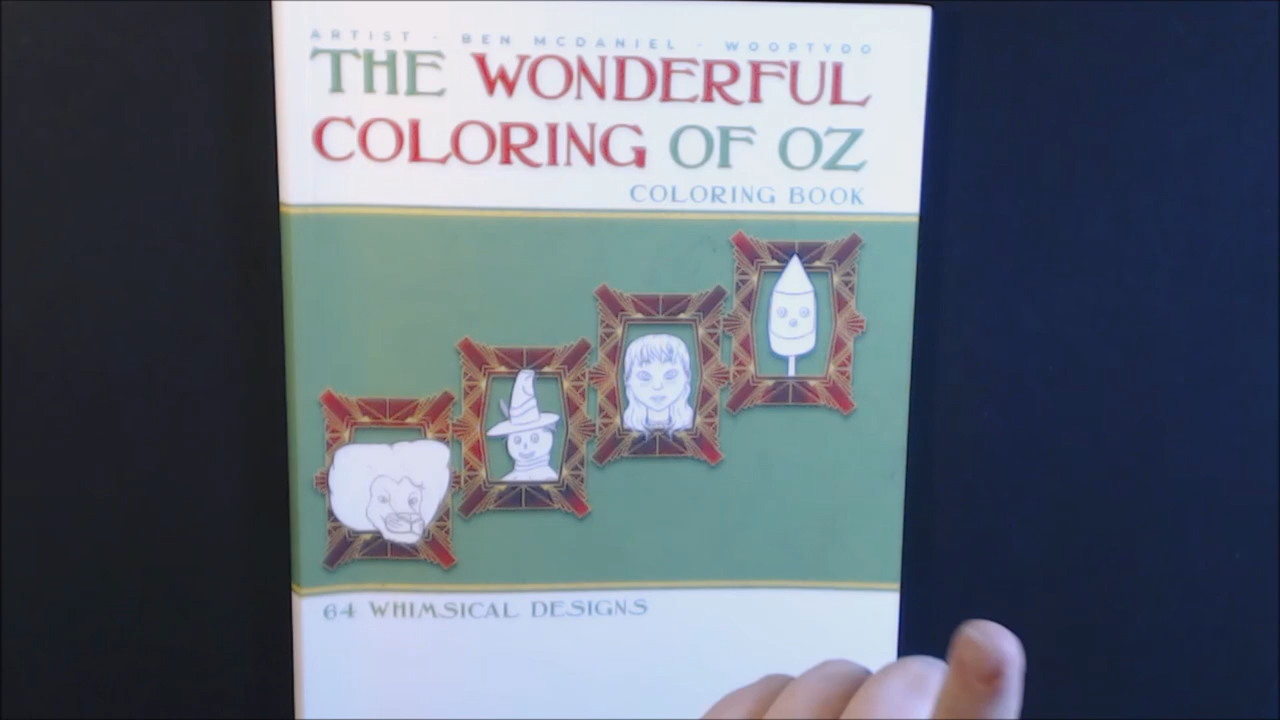 ARTIST · BEN MCDANIEL · WOOPTYOO
THE WONDERFUL
COLORING OF OZ
COLORING BOOK
64 WHIMSICAL DESIGNS